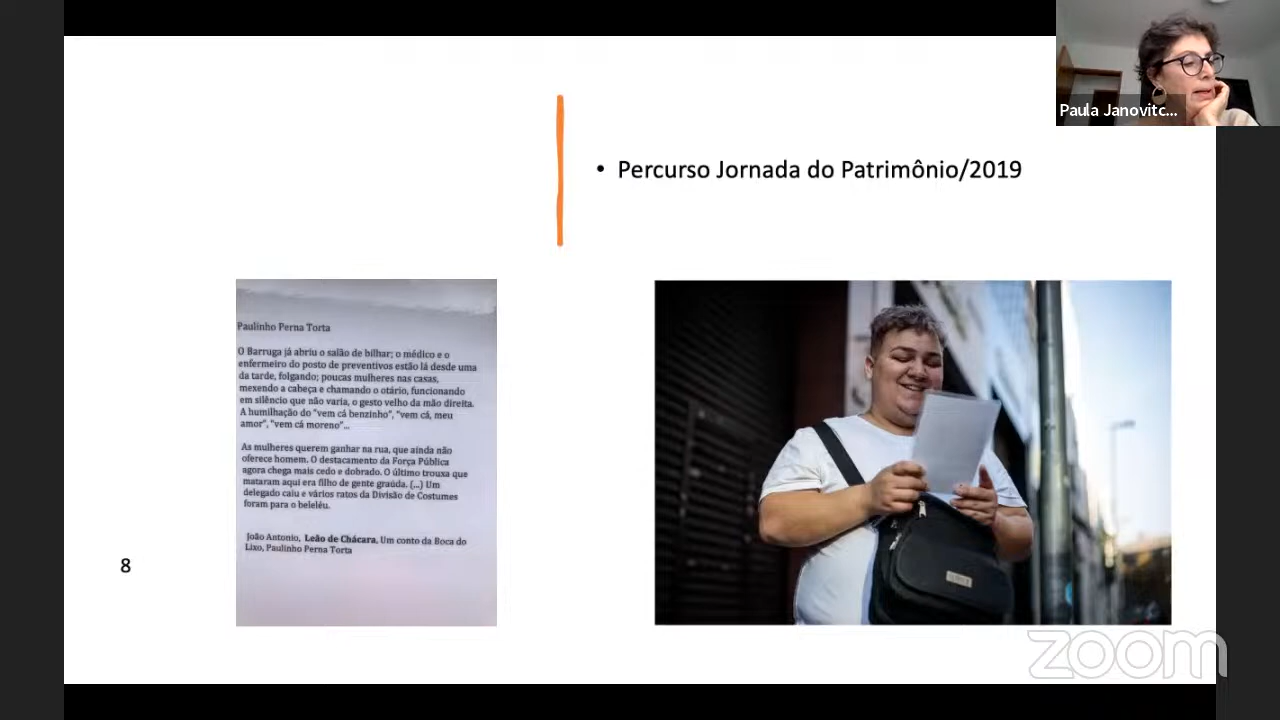 Paula Janovitc...
• Percurso Jornada do Patrimônio/2019
Paulinho Perna Torta
O Barruga já abriu o salão de bilhar; o médico e o
enfermeiro do posto de preventivos estão lá desde uma
da tarde, folgando; poucas mulheres nas casas,
mexendo a cabeça e chamando o otário, funcionando
em silêncio que não varia, o gesto velho da mão direita.
A humilhação do "vem cá benzinho", "vem cá, meu
amor", "vem cá moreno"...
As mulheres querem ganhar na rua, que ainda não
oferece homem. O destacamento da Força Pública
agora chega mais cedo e dobrado. O último trouxa que
mataram aqui era filho de gente graúda. (...) Um
delegado caiu e vários ratos da Divisão de Costumes
foram para o beleléu.
João Antonio, Leão de Chácara, Um conto da Boca do
Lixo, Paulinho Perna Torta
8
zoom